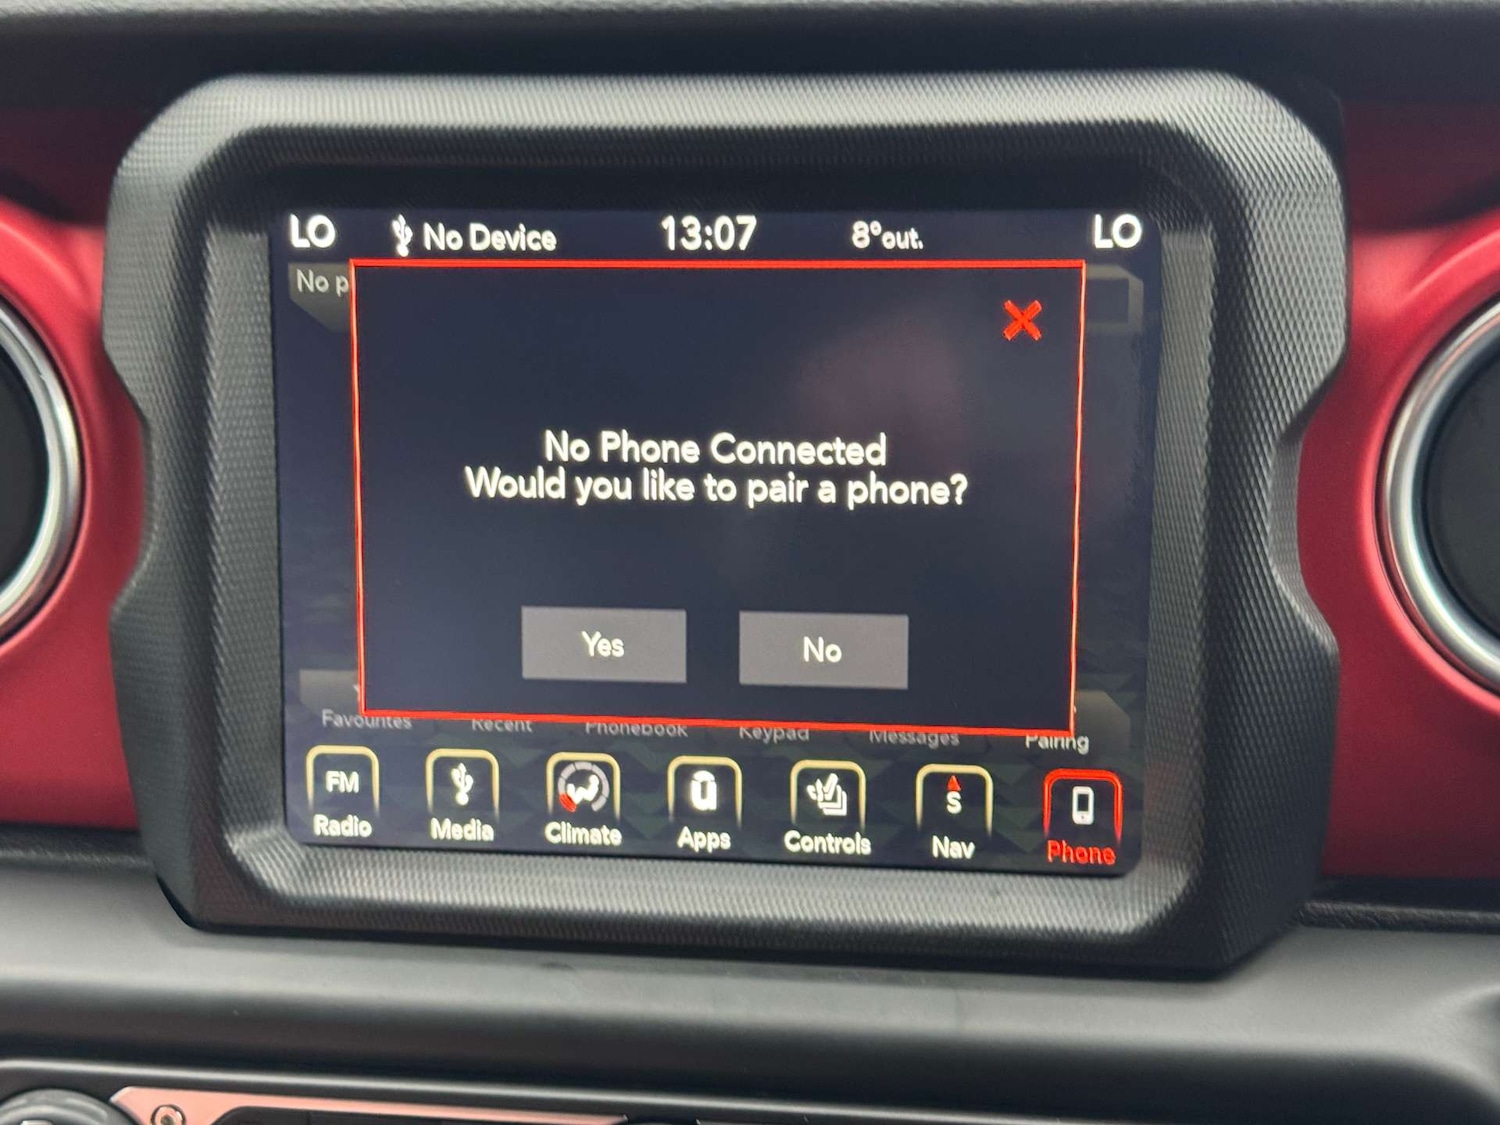 LO No Device 13:07 8°out. LO
No p
No Phone Connected
Would you like to pair a phone?
Yes No
Favourites Recent Phonebook Keypad Messages Pairing
FM S
Radio Media Climate Apps Controls Nav Phone